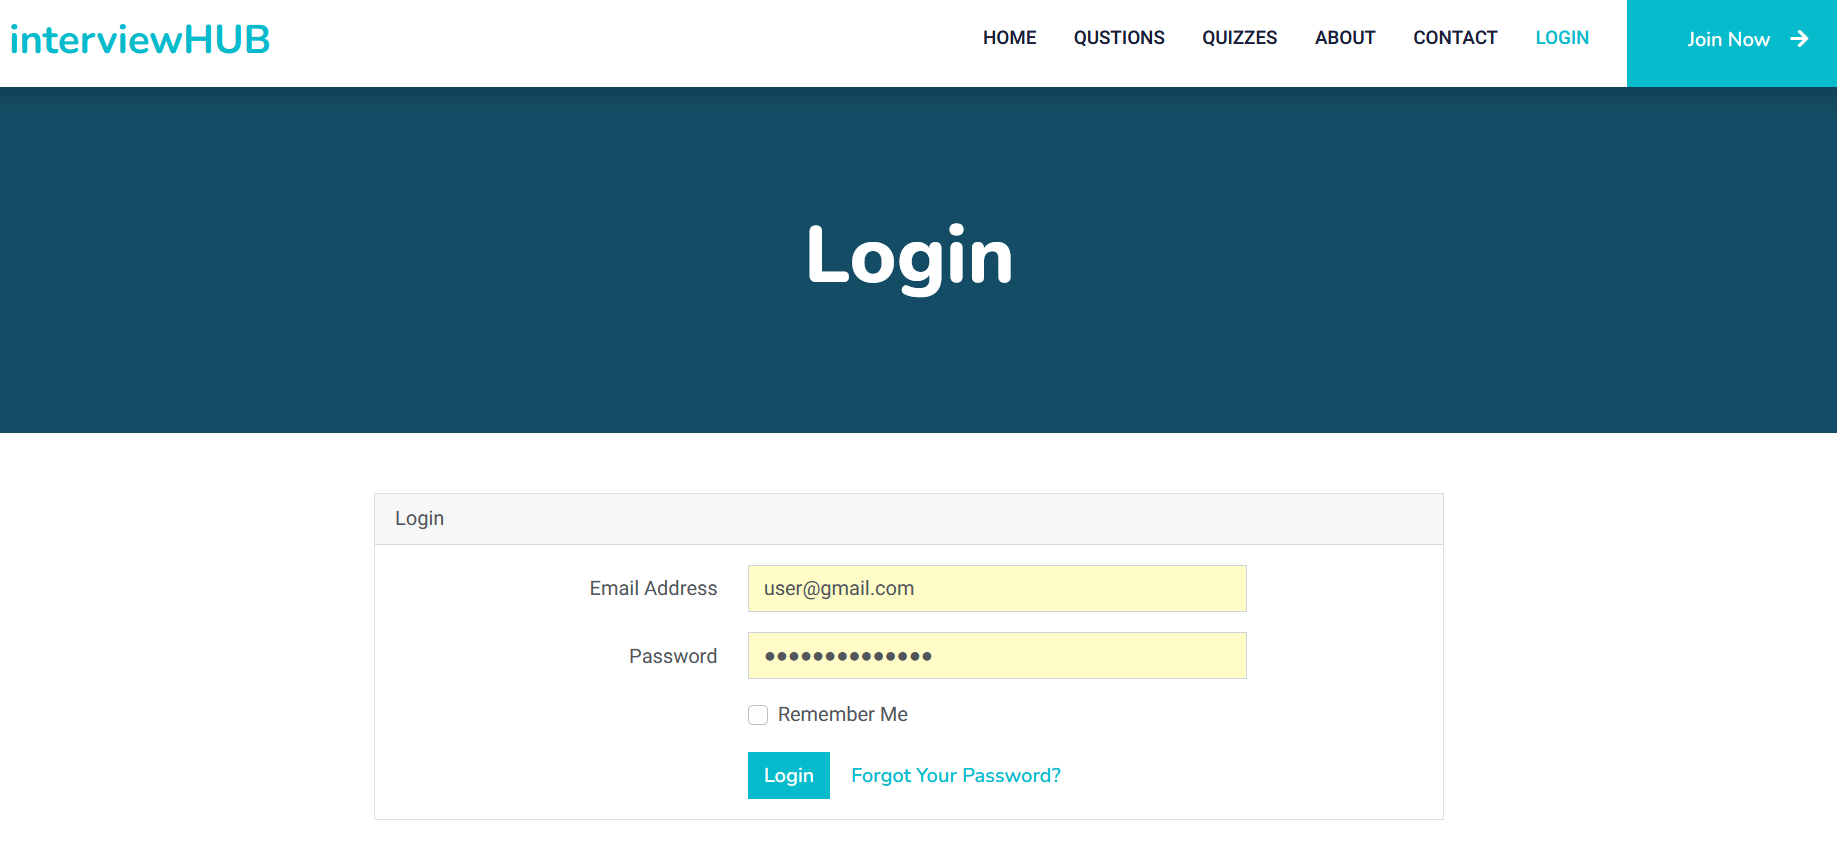 interviewHUB
HOME QUSTIONS QUIZZES ABOUT CONTACT LOGIN Join Now
Login
Login
Email Address user@gmail.com
Password ••••••••••••••
Remember Me
Login Forgot Your Password?